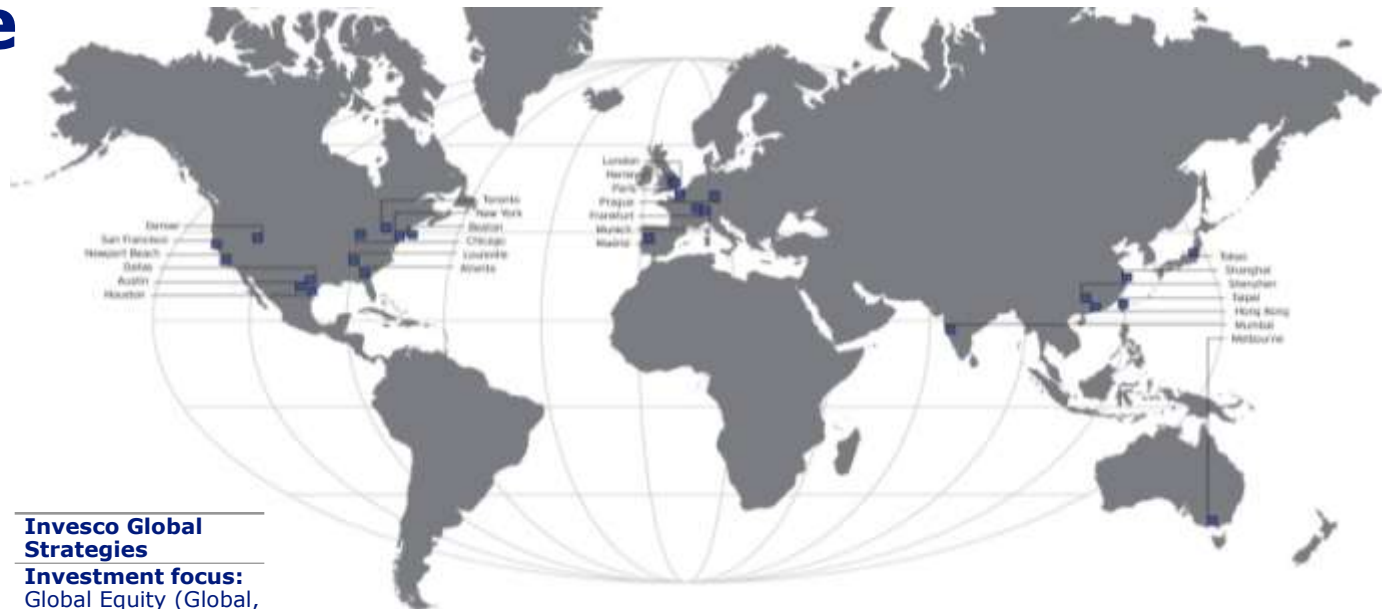 e
London
Henley
Paris
Prague
Frankfurt
Munich
Madrid
Toronto
New York
Boston
Chicago
Louisville
Atlanta
Denver
San Francisco
Newport Beach
Dallas
Austin
Houston
Tokyo
Shanghai
Shenzhen
Taipei
Hong Kong
Mumbai
Melbourne
Invesco Global
Strategies
Investment focus:
Global Equity (Global,